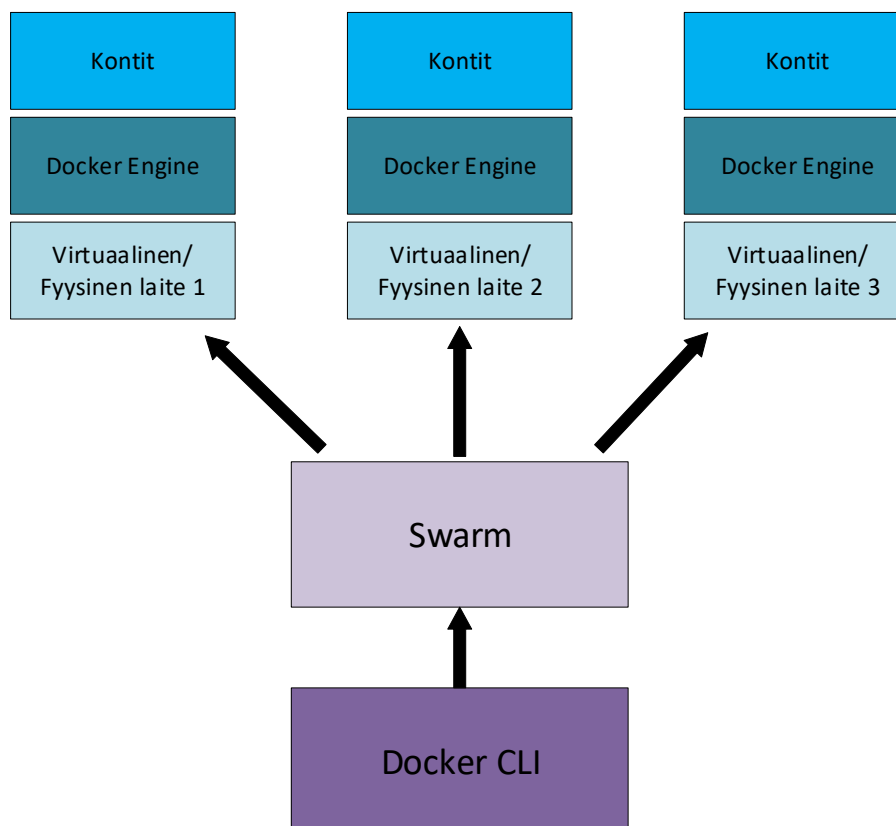 Kontit
Kontit
Kontit
Docker Engine
Docker Engine
Docker Engine
Virtuaalinen/
Fyysinen laite 1
Virtuaalinen/
Fyysinen laite 2
Virtuaalinen/
Fyysinen laite 3
Swarm
Docker CLI